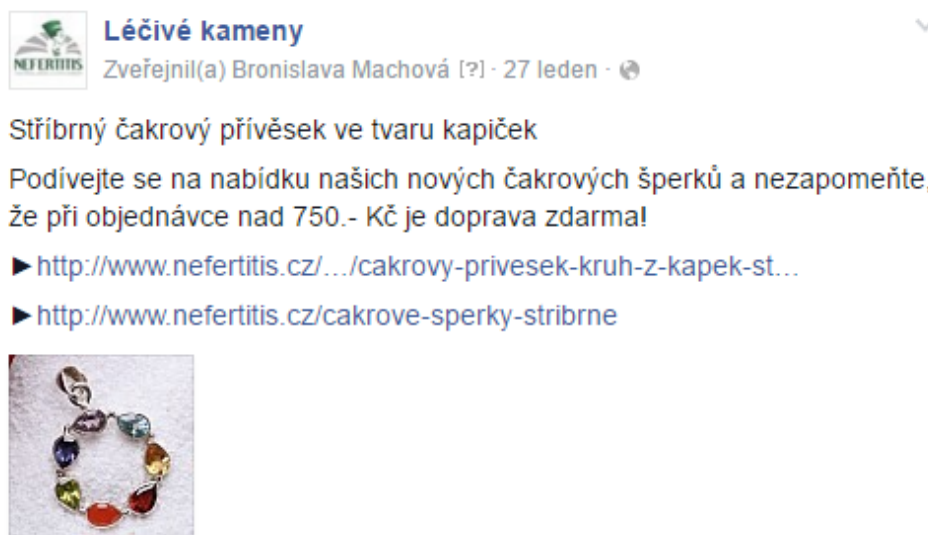 NEFERTITIS
Léčivé kameny
Zveřejnil(a) Bronislava Machová [?] · 27 leden ·
Stříbrný čakrový přívěsek ve tvaru kapiček
Podívejte se na nabídku našich nových čakrových šperků a nezapomeňte,
že při objednávce nad 750.- Kč je doprava zdarma!
►http://www.nefertitis.cz/…/cakrovy-privesek-kruh-z-kapek-st…
►http://www.nefertitis.cz/cakrove-sperky-stribrne